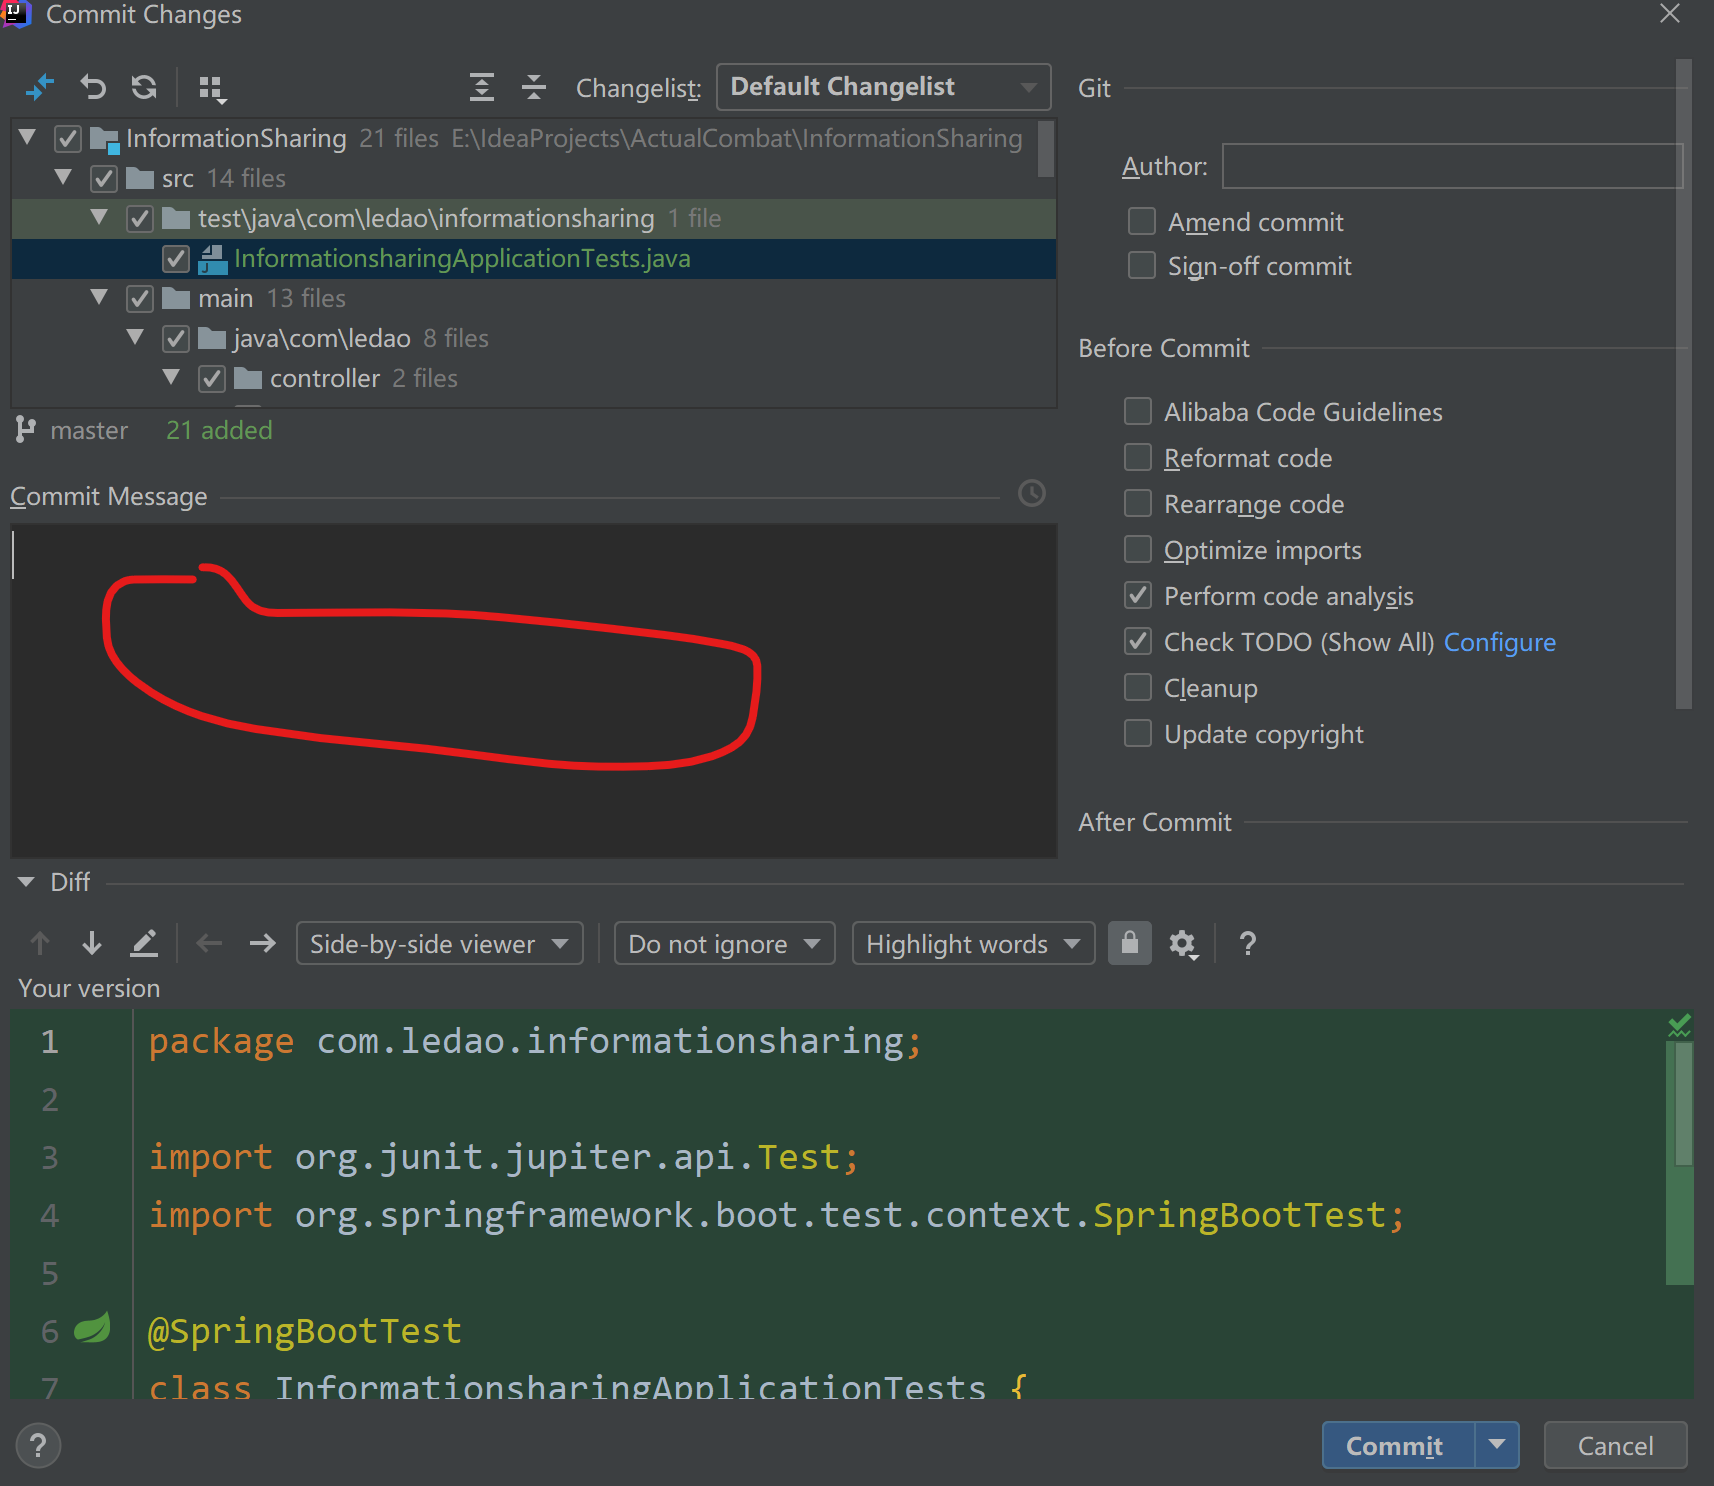 Commit Changes
Changelist: Default Changelist
InformationSharing 21 files E:\IdeaProjects\ActualCombat\InformationSharing
src 14 files
test\java\com\ledao\informationsharing 1 file
InformationsharingApplicationTests.java
main 13 files
java\com\ledao 8 files
controller 2 files
master 21 added
Commit Message
Git
Author:
Amend commit
Sign-off commit
Before Commit
Alibaba Code Guidelines
Reformat code
Rearrange code
Optimize imports
Perform code analysis
Check TODO (Show All) Configure
Cleanup
Update copyright
After Commit
Diff
Side-by-side viewer Do not ignore Highlight words ?
Your version
1 package com.ledao.informationsharing;
2
3 import org.junit.jupiter.api.Test;
4 import org.springframework.boot.test.context.SpringBootTest;
5
6 @SpringBootTest
7 class InformationsharingApplicationTests {
? Commit Cancel